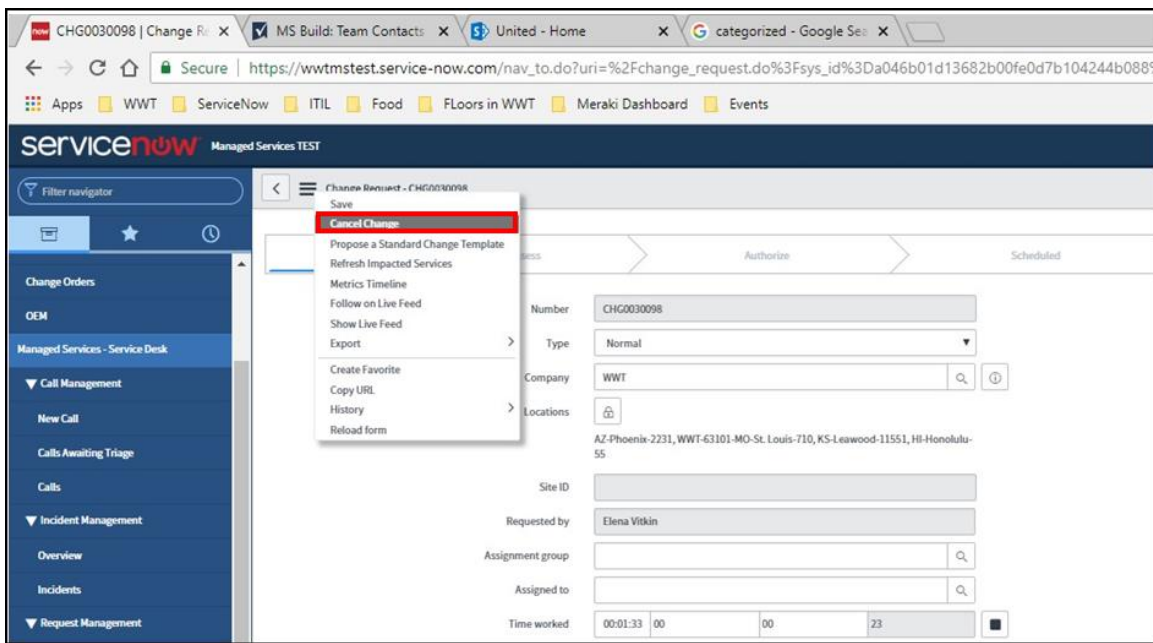 now CHG0030098 | Change Re
MS Build: Team Contacts
United - Home
categorized - Google Sea
Secure | https://wwtmstest.service-now.com/nav_to.do?uri=%2Fchange_request.do%3Fsys_id%3Da046b01d13682b00fe0d7b104244b088%
Apps WWT ServiceNow ITIL Food FLoors in WWT Meraki Dashboard Events
servicenow Managed Services TEST
Filter navigator
Change Request - CHG0030098
Save
Cancel Change
Propose a Standard Change Template
Refresh Impacted Services
Metrics Timeline
Follow on Live Feed
Show Live Feed
Export
Create Favorite
Copy URL
History
Reload form
Authorize
Scheduled
Change Orders
OEM
Managed Services - Service Desk
Call Management
New Call
Calls Awaiting Triage
Calls
Incident Management
Overview
Incidents
Request Management
Number CHG0030098
Type Normal
Company WWT
Locations
AZ-Phoenix-2231, WWT-63101-MO-St. Louis-710, KS-Leawood-11551, HI-Honolulu-
55
Site ID
Requested by Elena Vitkin
Assignment group
Assigned to
Time worked 00:01:33 00 00 23